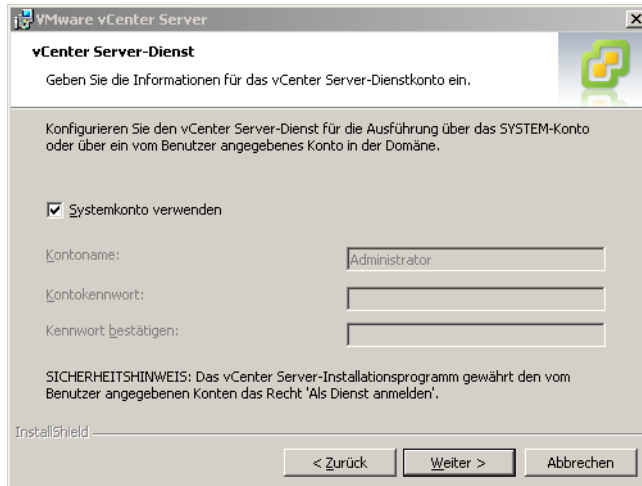 VMware vCenter Server
vCenter Server-Dienst
Geben Sie die Informationen für das vCenter Server-Dienstkonto ein.
Konfigurieren Sie den vCenter Server-Dienst für die Ausführung über das SYSTEM-Konto
oder über ein vom Benutzer angegebenes Konto in der Domäne.
Systemkonto verwenden
Kontoname: Administrator
Kontokennwort:
Kennwort bestätigen:
SICHERHEITSHINWEIS: Das vCenter Server-Installationsprogramm gewährt den vom
Benutzer angegebenen Konten das Recht 'Als Dienst anmelden'.
InstallShield
< Zurück Weiter > Abbrechen